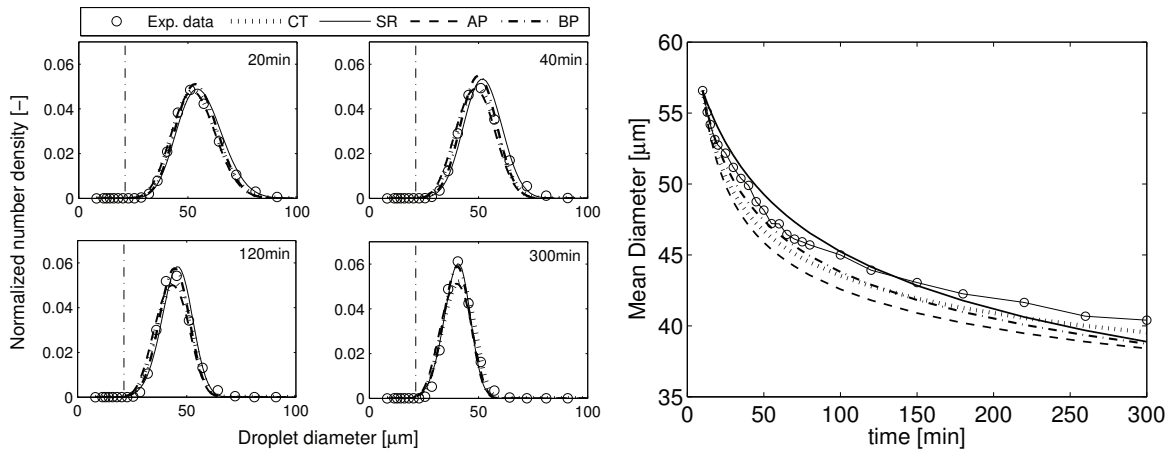 Exp. data CT SR AP BP
Normalized number density [–]
20min
0.06
0.04
0.02
0
0 50 100
40min
0.06
0.04
0.02
0
0 50 100
120min
0.06
0.04
0.02
0
0 50 100
300min
0.06
0.04
0.02
0
0 50 100
Droplet diameter [µm]
Mean Diameter [µm]
60
55
50
45
40
35
0 50 100 150 200 250 300
time [min]